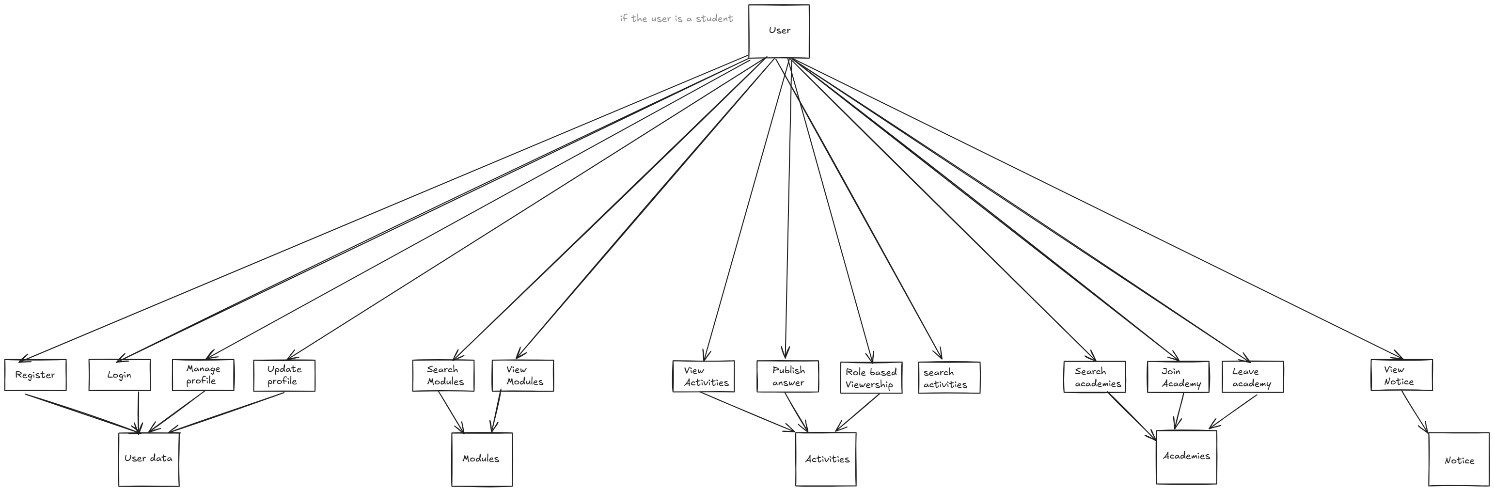 if the user is a student
User
Register
Login
Manage
profile
Update
profile
Search
Modules
View
Modules
View
Activities
Publish
answer
Role based
Viewership
search
activities
Search
academies
Join
Academy
Leave
academy
View
Notice
User data
Modules
Activities
Academies
Notice